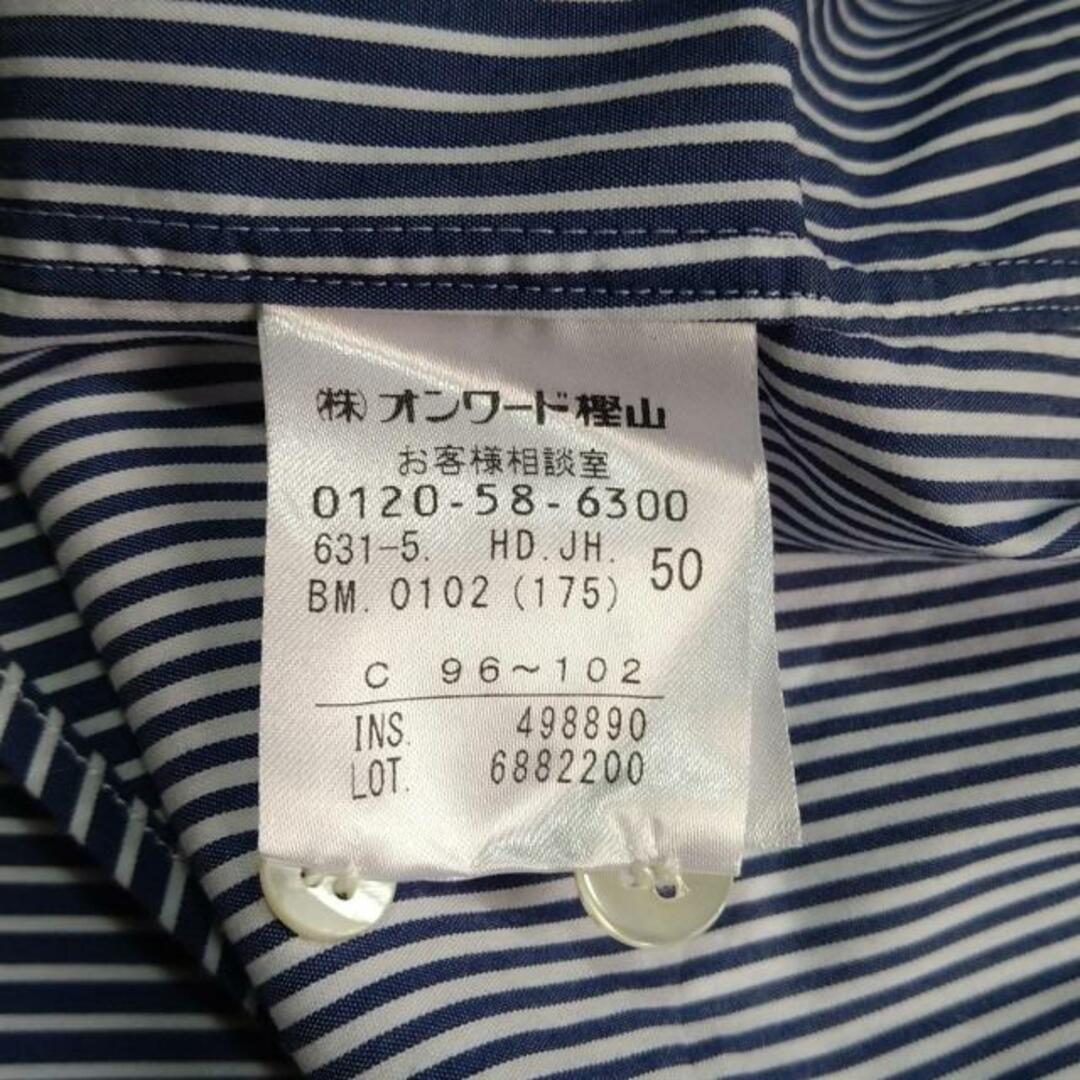 ㈱オンワード樫山
お客様相談室
0120-58-6300
631-5. HD.JH. 50
BM. 0102 (175)
C 96~102
INS. 498890
LOT. 6882200